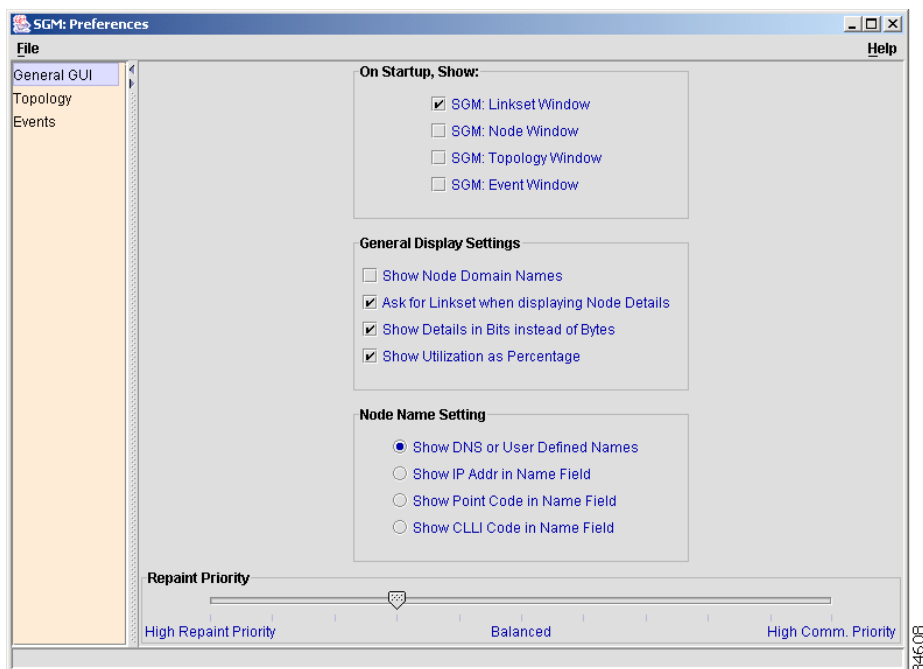 SGM: Preferences
File Help
General GUI
Topology
Events
On Startup, Show:
SGM: Linkset Window
SGM: Node Window
SGM: Topology Window
SGM: Event Window
General Display Settings
Show Node Domain Names
Ask for Linkset when displaying Node Details
Show Details in Bits instead of Bytes
Show Utilization as Percentage
Node Name Setting
Show DNS or User Defined Names
Show IP Addr in Name Field
Show Point Code in Name Field
Show CLLI Code in Name Field
Repaint Priority
High Repaint Priority Balanced High Comm. Priority
84608